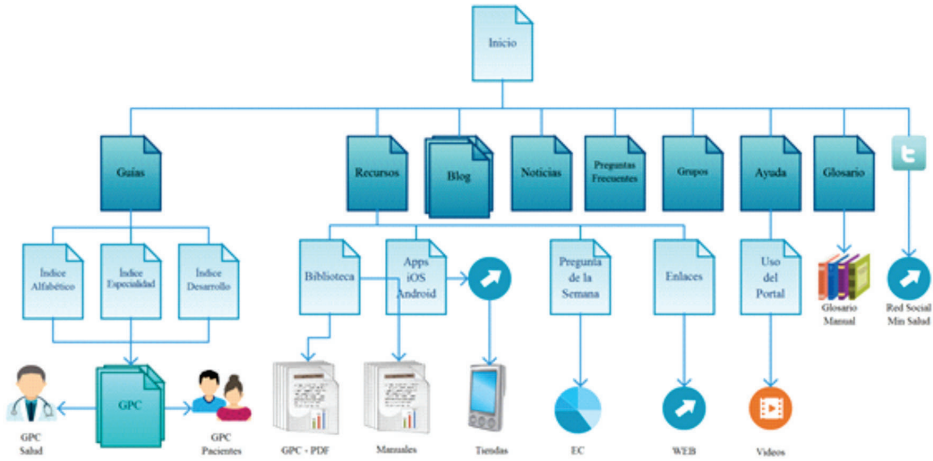 Inicio
Guías
Recursos
Blog
Noticias
Preguntas
Frecuentes
Grupos
Ayuda
Glosario
t
Índice
Alfabético
Índice
Especialidad
Índice
Desarrollo
Biblioteca
Apps
iOS
Android
Pregunta
de la
Semana
Enlaces
Uso
del
Portal
Glosario
Manual
Red Social
Min Salud
GPC
GPC
Salud
GPC
Pacientes
GPC - PDF
Manuales
Tiendas
EC
WEB
Videos